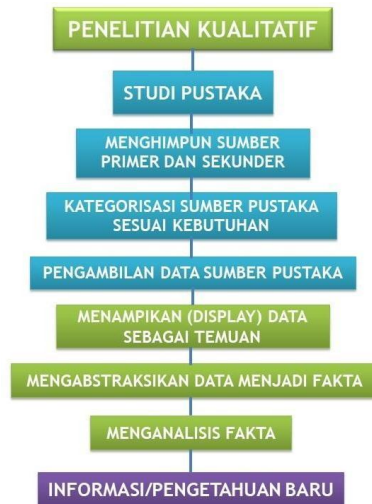 PENELITIAN KUALITATIF
STUDI PUSTAKA
MENGHIMPUN SUMBER
PRIMER DAN SEKUNDER
KATEGORISASI SUMBER PUSTAKA
SESUAI KEBUTUHAN
PENGAMBILAN DATA SUMBER PUSTAKA
MENAMPIKAN (DISPLAY) DATA
SEBAGAI TEMUAN
MENGABSTRAKSIKAN DATA MENJADI FAKTA
MENGANALISIS FAKTA
INFORMASI/PENGETAHUAN BARU